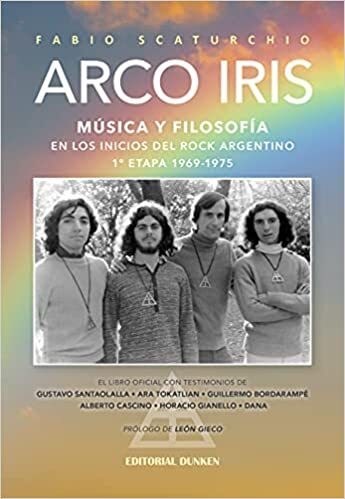 FABIO SCATURCHIO
ARCO IRIS
MÚSICA Y FILOSOFÍA
EN LOS INICIOS DEL ROCK ARGENTINO
1º ETAPA 1969-1975
EL LIBRO OFICIAL CON TESTIMONIOS DE
GUSTAVO SANTAOLALLA • ARA TOKATLIAN • GUILLERMO BORDARAMPÉ
ALBERTO CASCINO • HORACIO GIANELLO • DANA
PRÓLOGO DE LEÓN GIECO
EDITORIAL DUNKEN